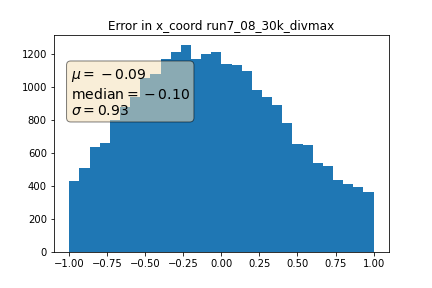 Error in x_coord run7_08_30k_divmax
1200
1000
800
600
400
200
0
μ = −0.09
median = −0.10
σ = 0.93
−1.00 −0.75 −0.50 −0.25 0.00 0.25 0.50 0.75 1.00